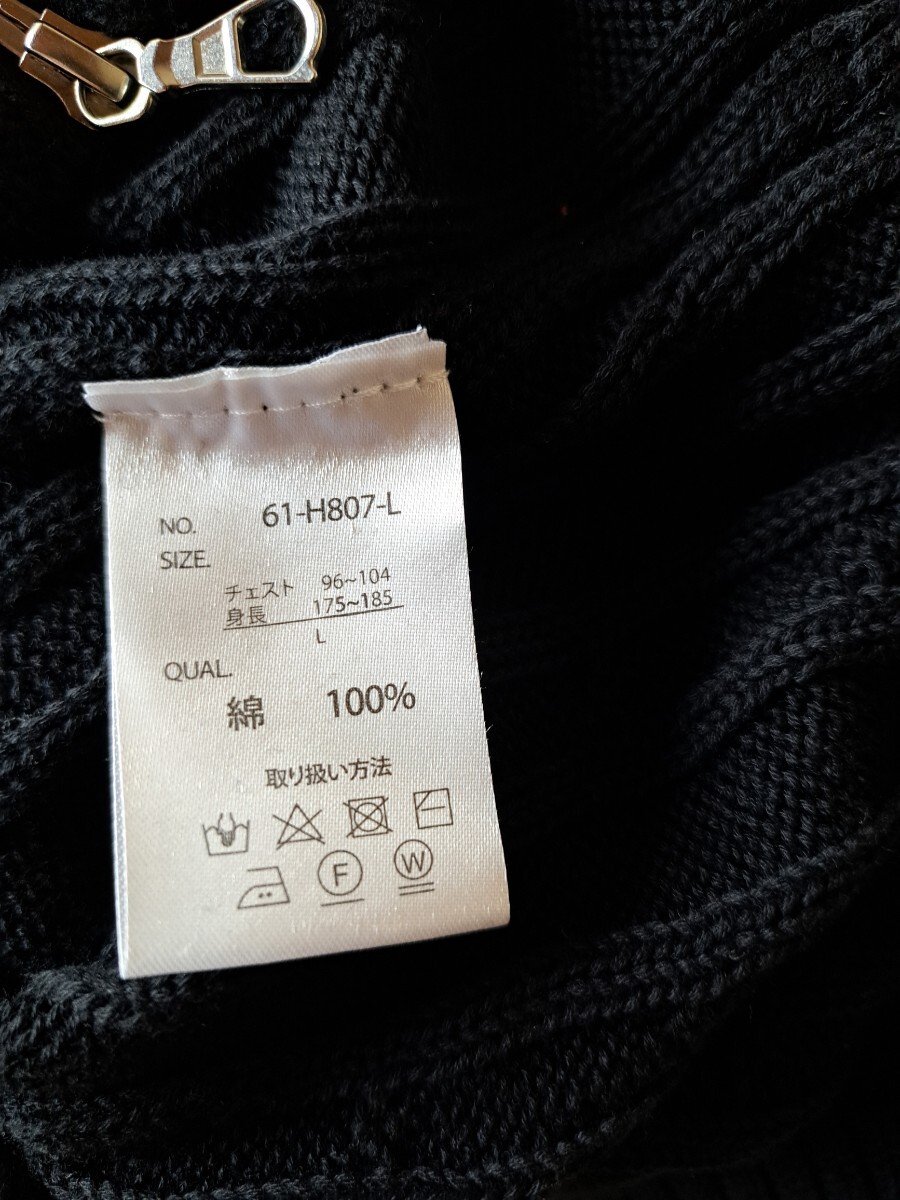 NO. 61-H807-L
SIZE.
チェスト 96~104
身長 175~185
L
QUAL.
綿 100%
取り扱い方法
F W